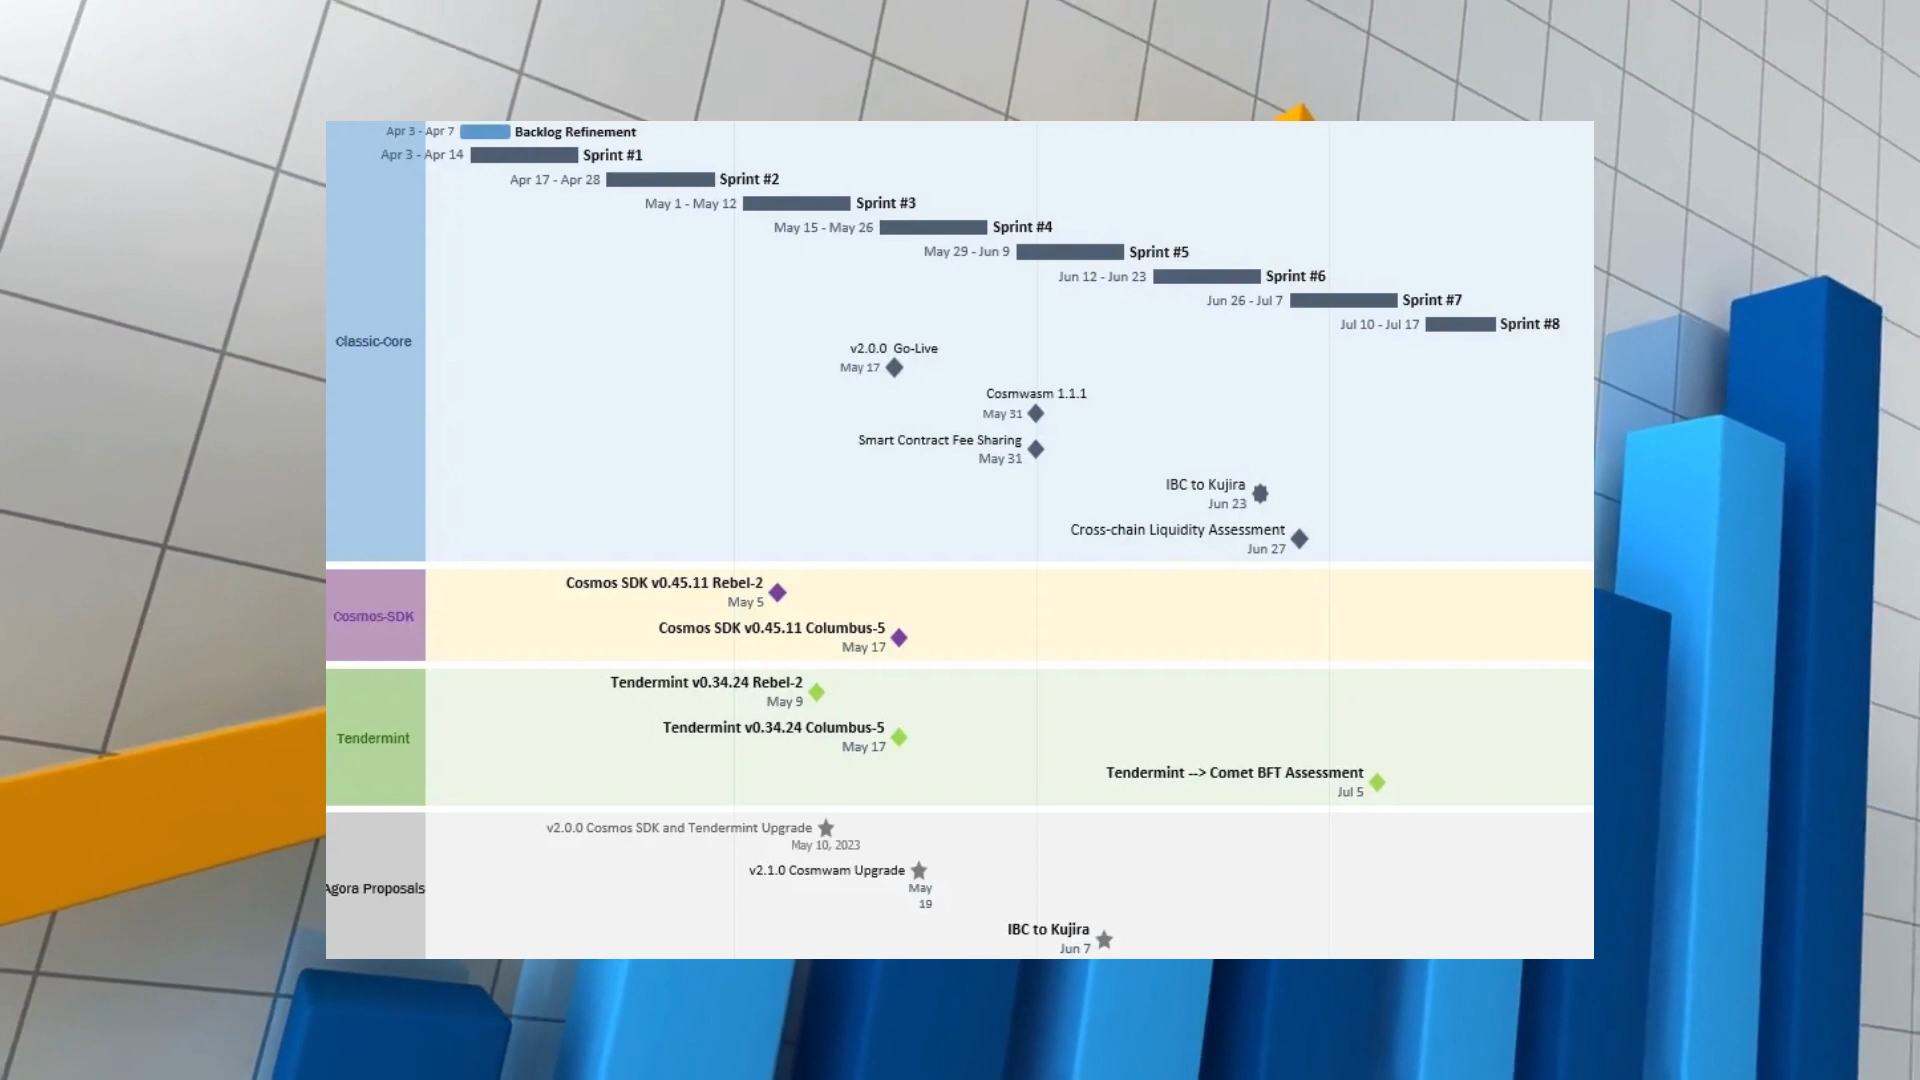 Apr 3 - Apr 7 Backlog Refinement
Apr 3 - Apr 14 Sprint #1
Apr 17 - Apr 28 Sprint #2
May 1 - May 12 Sprint #3
May 15 - May 26 Sprint #4
May 29 - Jun 9 Sprint #5
Jun 12 - Jun 23 Sprint #6
Jun 26 - Jul 7 Sprint #7
Jul 10 - Jul 17 Sprint #8
Classic-Core
v2.0.0 Go-Live
May 17
Cosmwasm 1.1.1
May 31
Smart Contract Fee Sharing
May 31
IBC to Kujira
Jun 23
Cross-chain Liquidity Assessment
Jun 27
Cosmos-SDK
Cosmos SDK v0.45.11 Rebel-2
May 5
Cosmos SDK v0.45.11 Columbus-5
May 17
Tendermint
Tendermint v0.34.24 Rebel-2
May 9
Tendermint v0.34.24 Columbus-5
May 17
Tendermint --> Comet BFT Assessment
Jul 5
Agora Proposals
v2.0.0 Cosmos SDK and Tendermint Upgrade
May 10, 2023
v2.1.0 Cosmwam Upgrade
May
19
IBC to Kujira
Jun 7